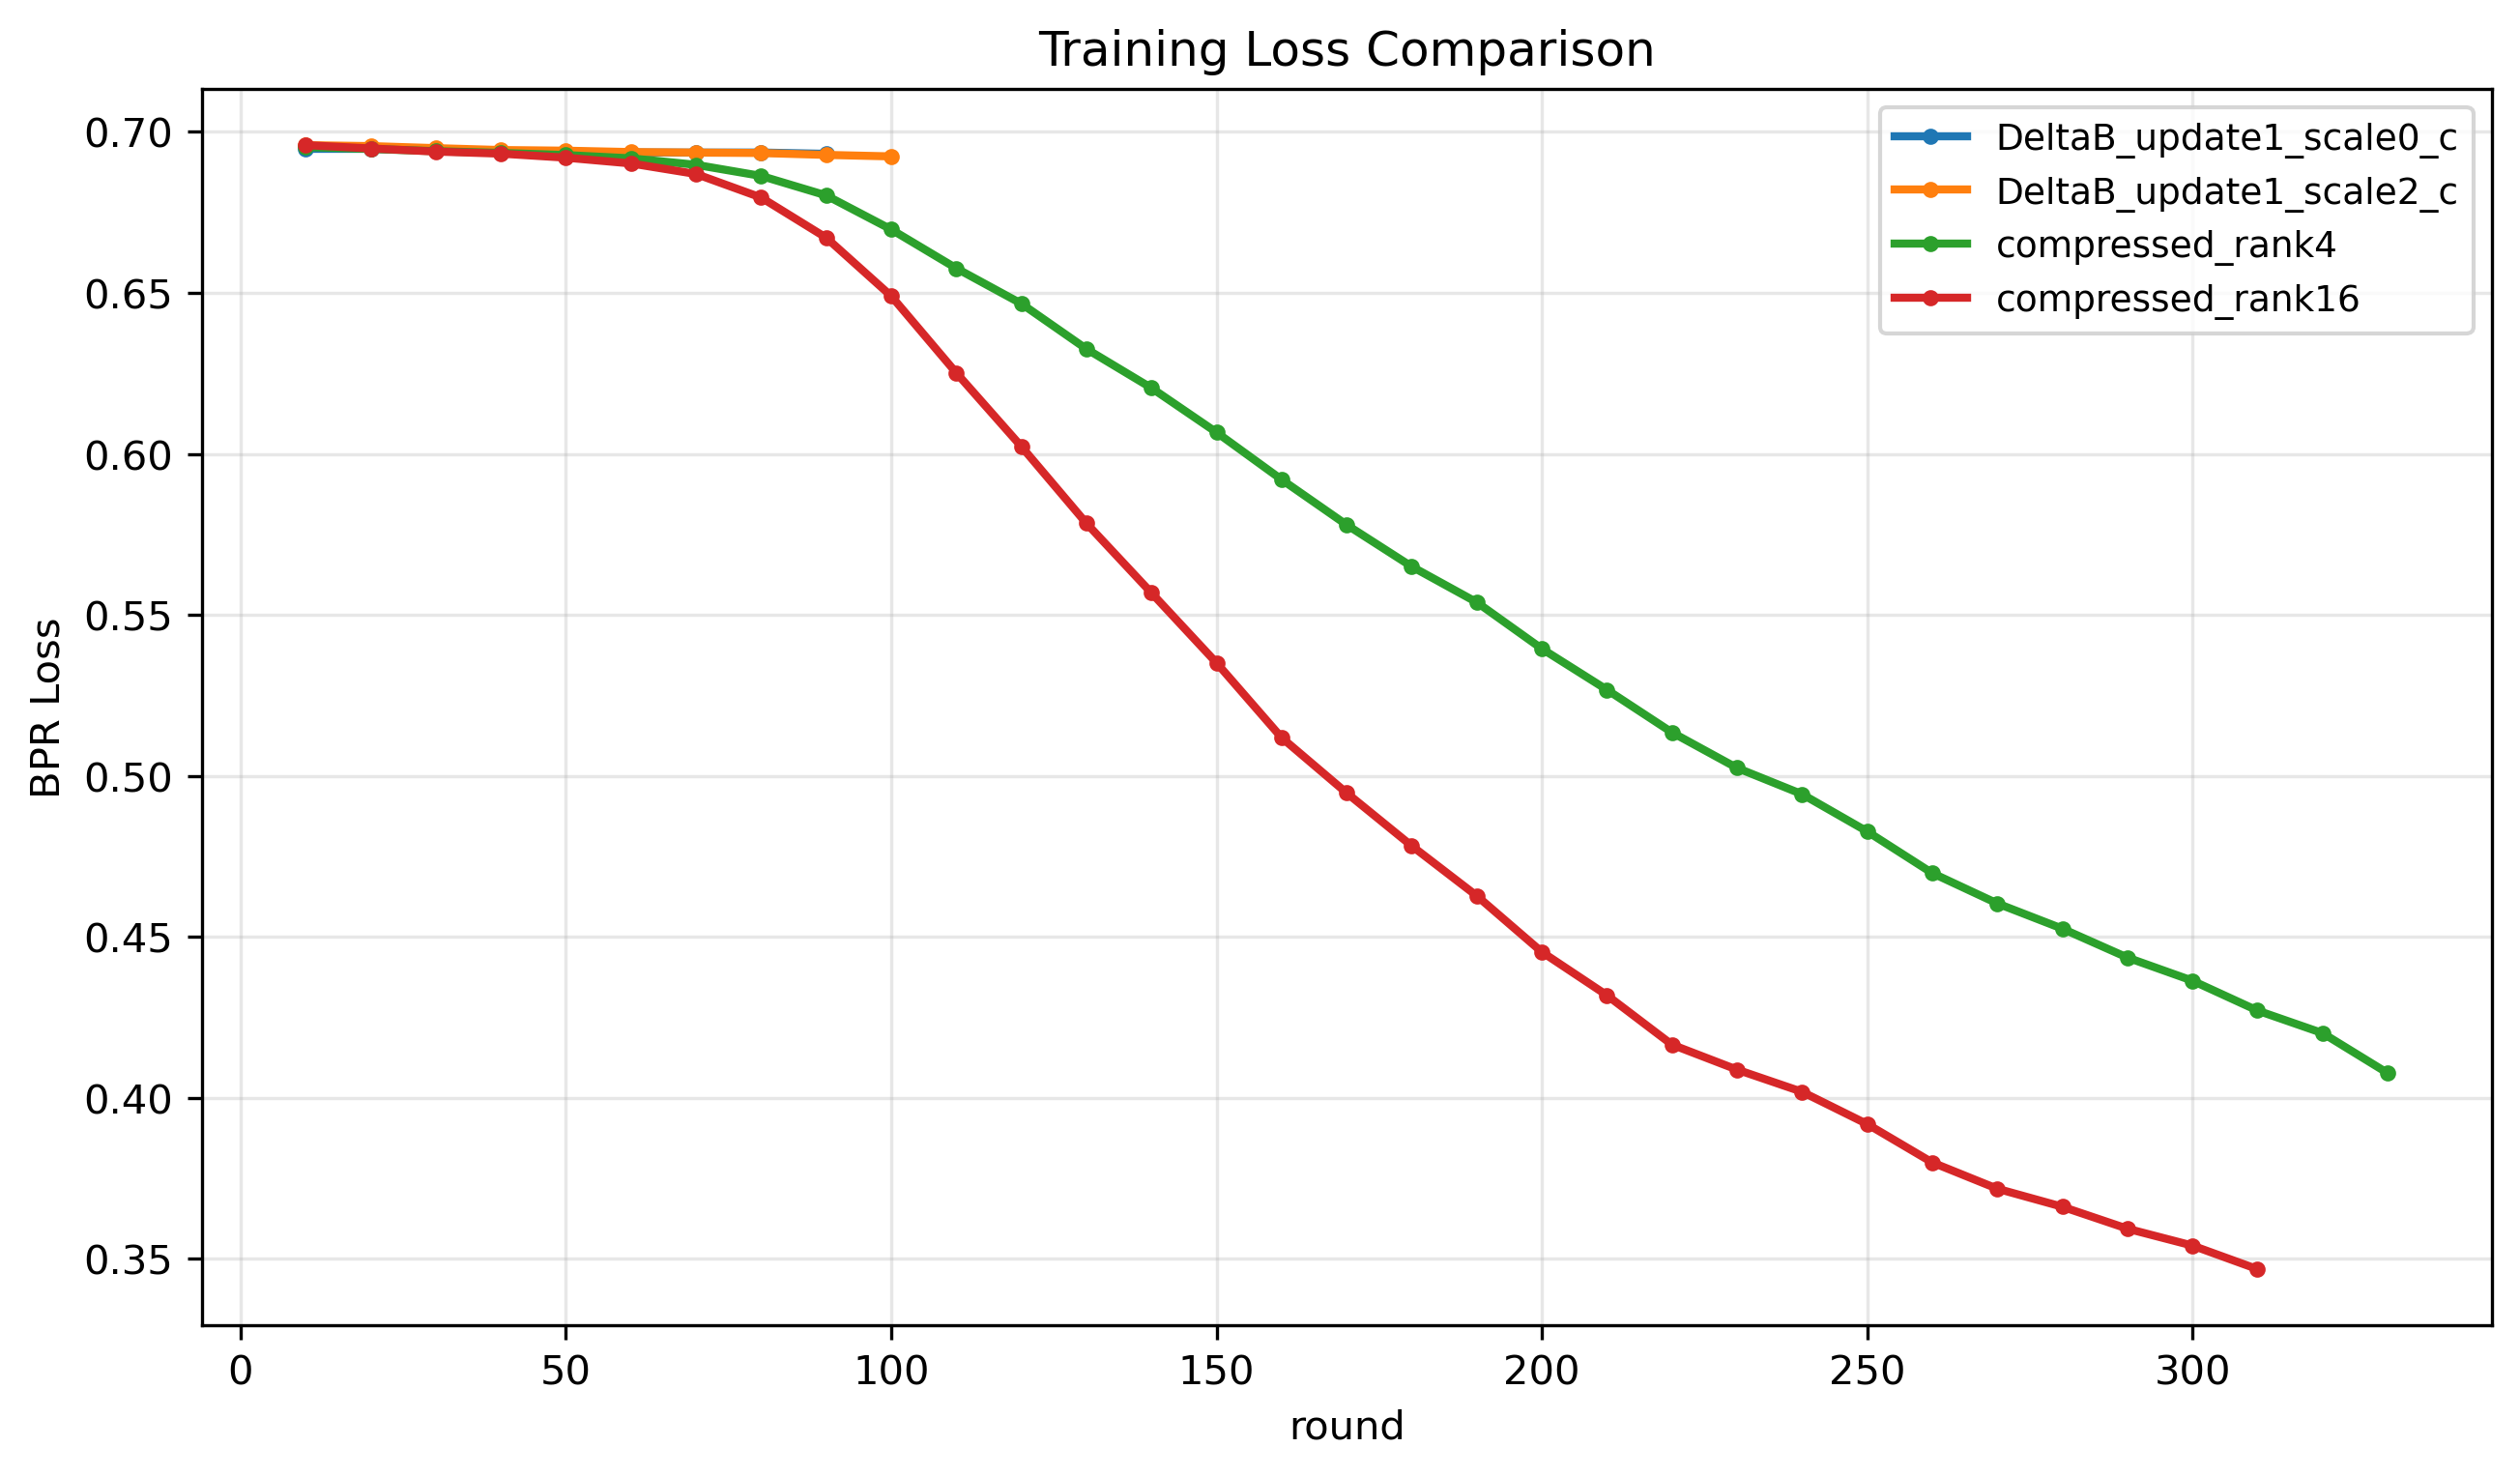 Training Loss Comparison
DeltaB_update1_scale0_c
DeltaB_update1_scale2_c
compressed_rank4
compressed_rank16
BPR Loss
0.70
0.65
0.60
0.55
0.50
0.45
0.40
0.35
0
50
100
150
200
250
300
round